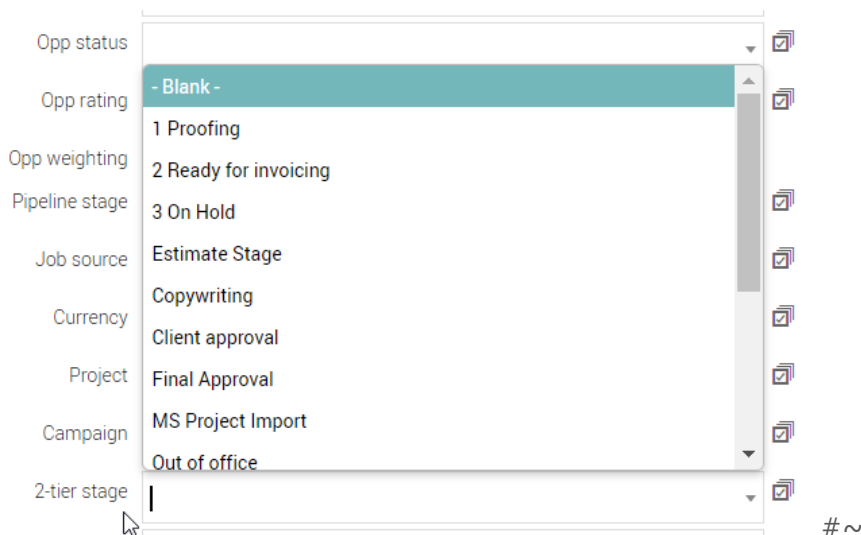 Opp status
- Blank -
Opp rating
1 Proofing
Opp weighting
2 Ready for invoicing
Pipeline stage
3 On Hold
Job source
Estimate Stage
Copywriting
Currency
Client approval
Project
Final Approval
MS Project Import
Campaign
Out of office
2-tier stage
#~